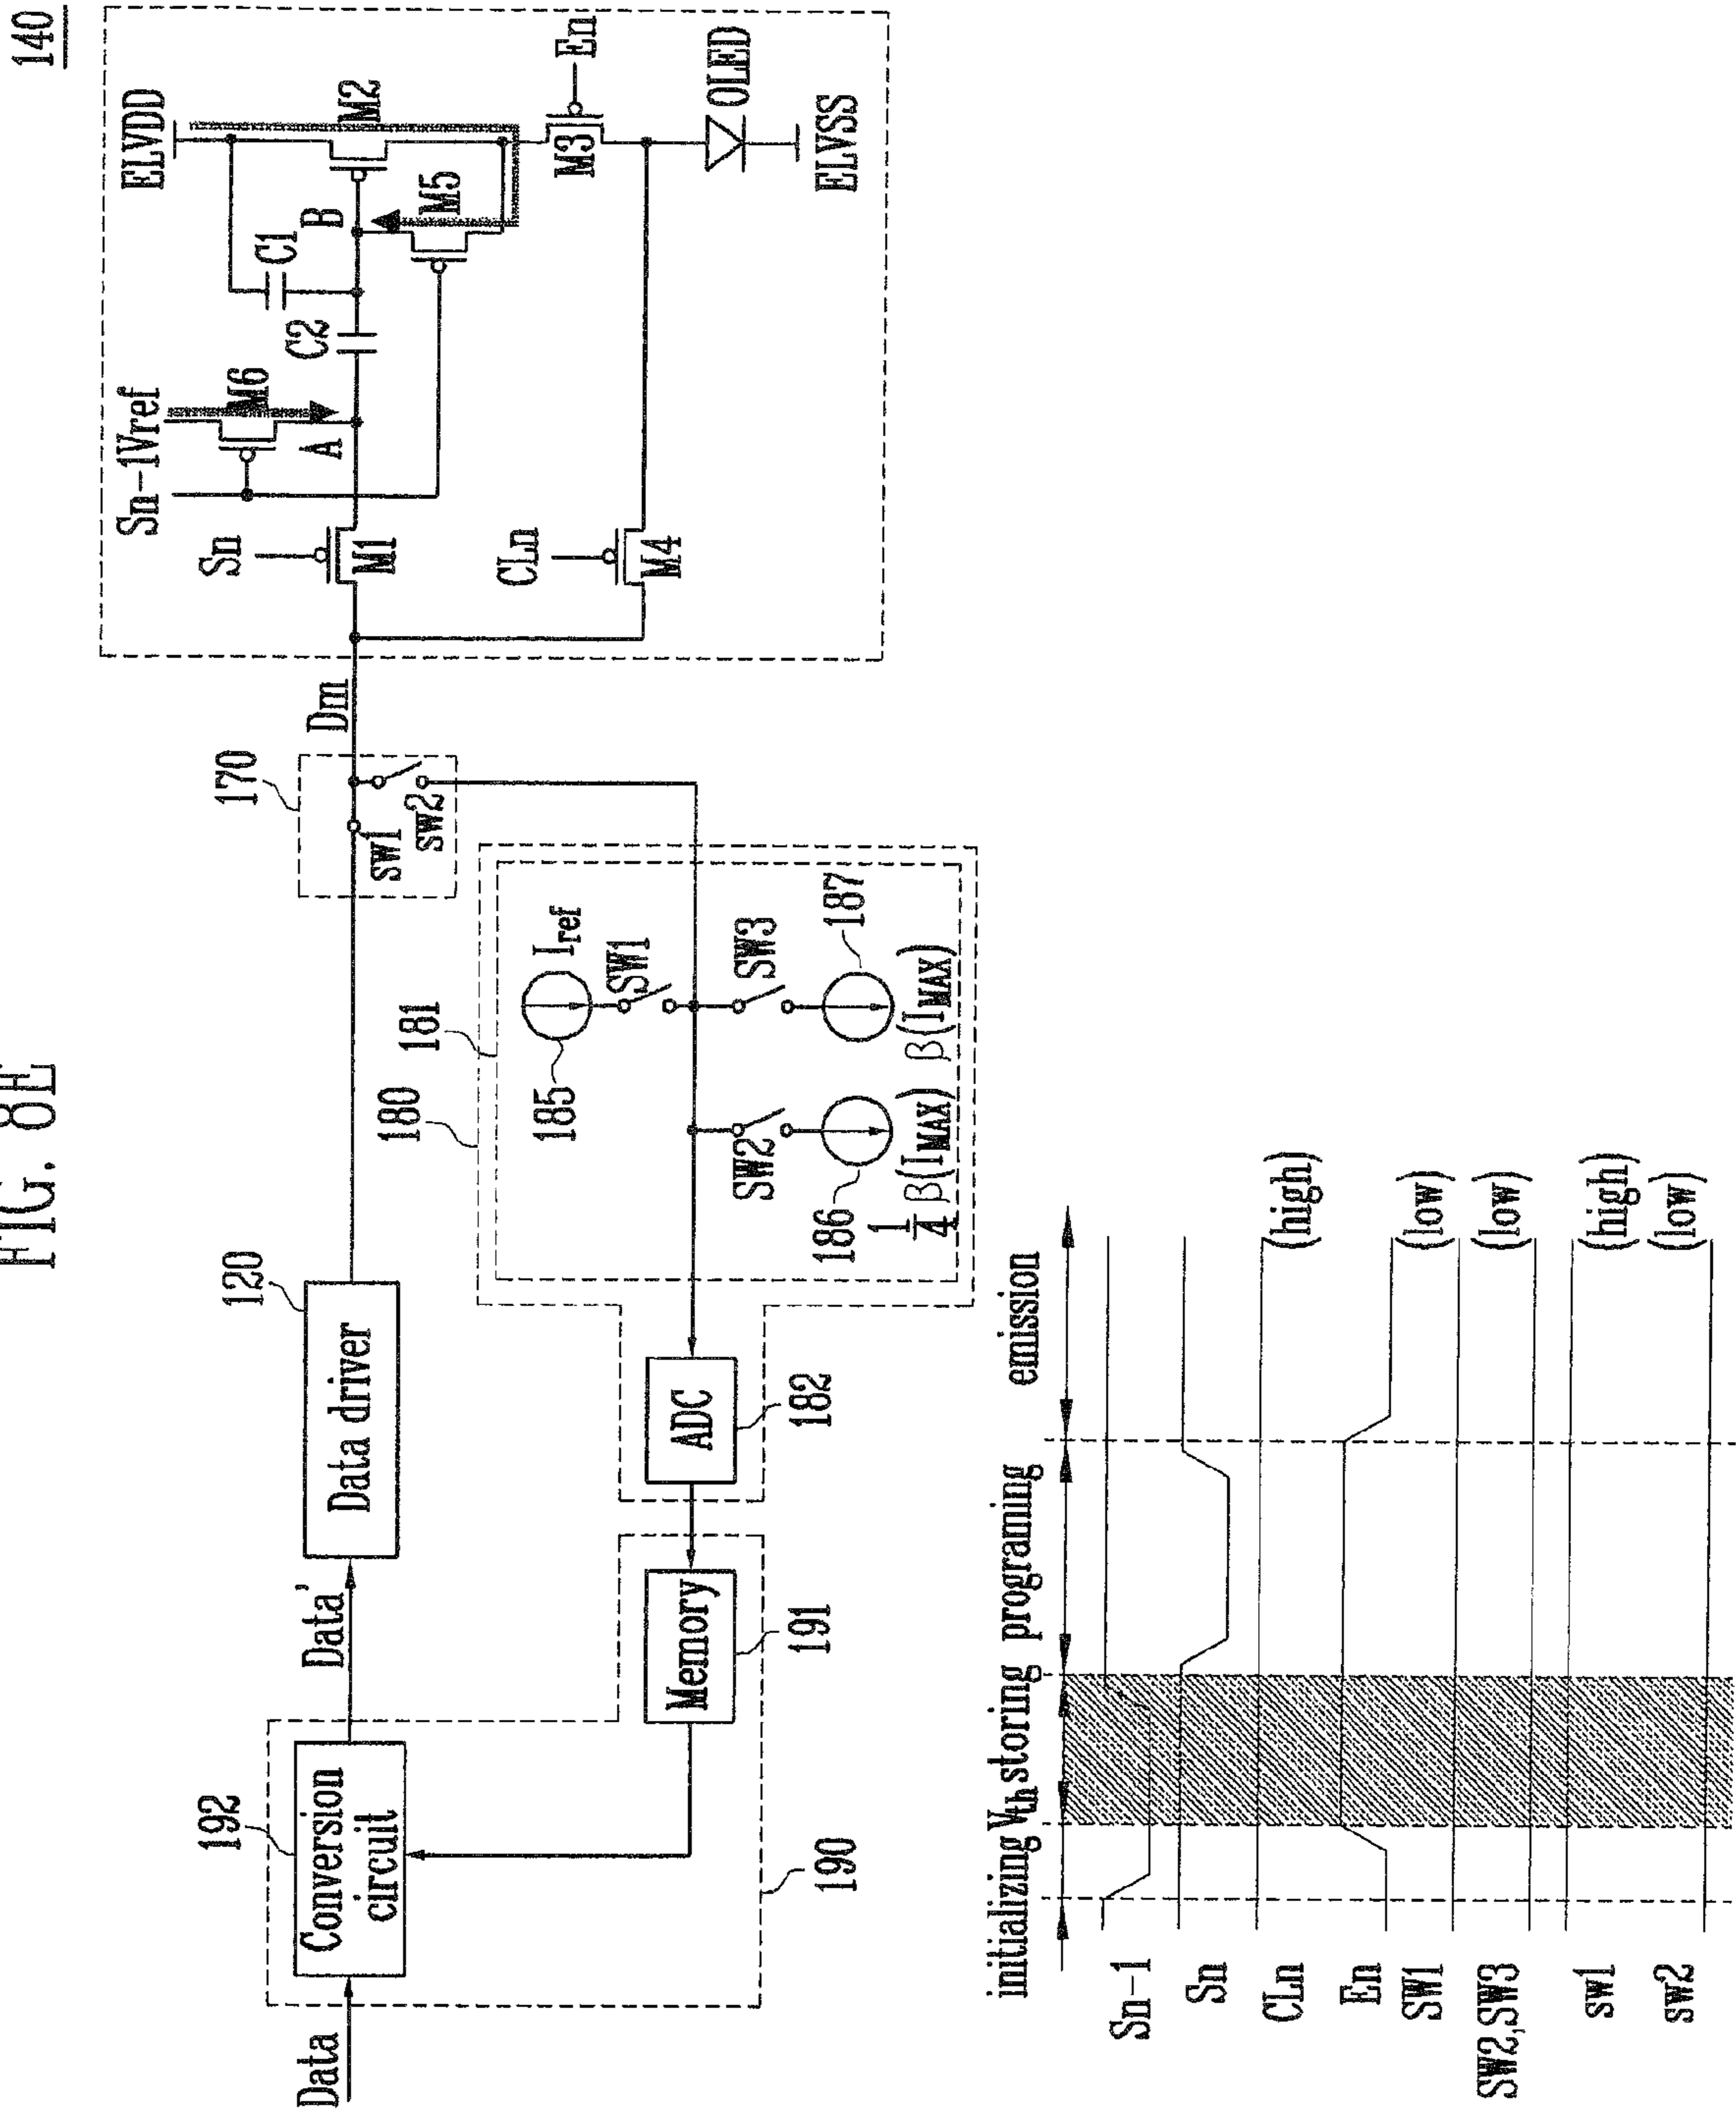 FIG. 8E
140
ELVDD
Sn-1 Vref
Sn
M6
A
C2
C1
B
M2
M5
M1
En
M3
CLn
M4
OLED
ELVSS
Dm
170
sw1
sw2
120
Data driver
Data'
192
Conversion
circuit
Data
180
181
185
Iref
SW1
SW2
SW3
186
187
1/4 β(IMAX)
β(IMAX)
ADC
182
Memory
191
190
initializing
Vth storing
programing
emission
Sn-1
Sn
CLn
(high)
En
SW1
(low)
SW2,SW3
(low)
sw1
(high)
sw2
(low)